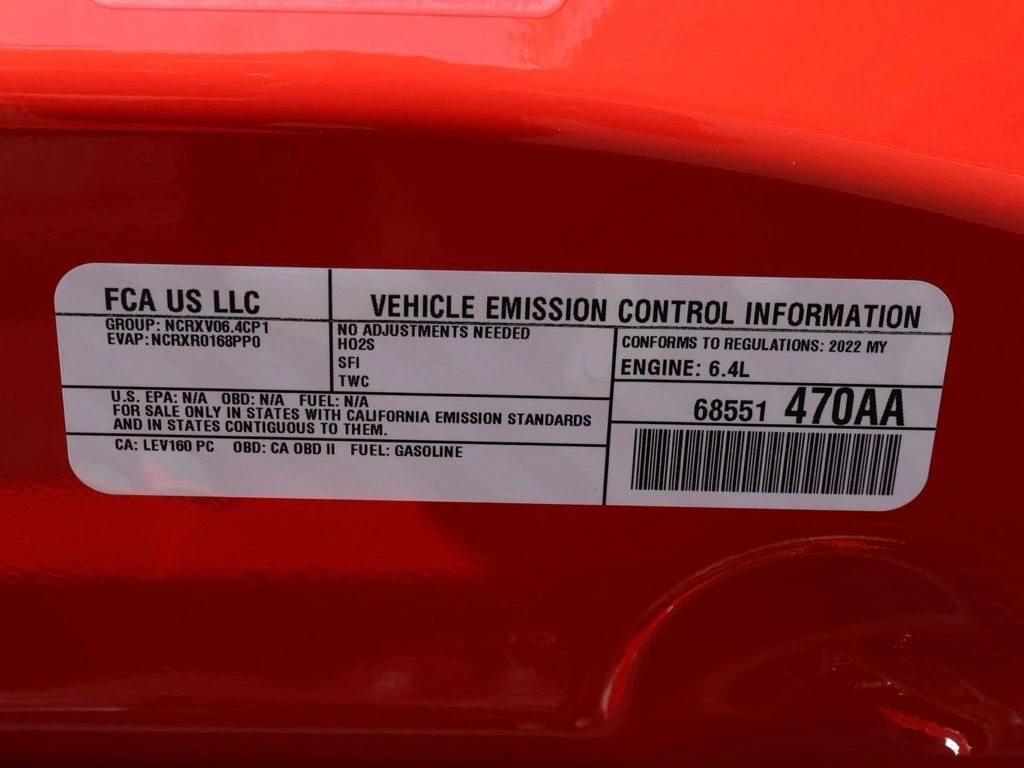 FCA US LLC
GROUP: NCRXV06.4CP1
EVAP: NCRXR0168PP0
VEHICLE EMISSION CONTROL INFORMATION
NO ADJUSTMENTS NEEDED
HO2S
SFI
TWC
CONFORMS TO REGULATIONS: 2022 MY
ENGINE: 6.4L
U.S. EPA: N/A OBD: N/A FUEL: N/A
FOR SALE ONLY IN STATES WITH CALIFORNIA EMISSION STANDARDS
AND IN STATES CONTIGUOUS TO THEM.
68551 470AA
CA: LEV160 PC OBD: CA OBD II FUEL: GASOLINE